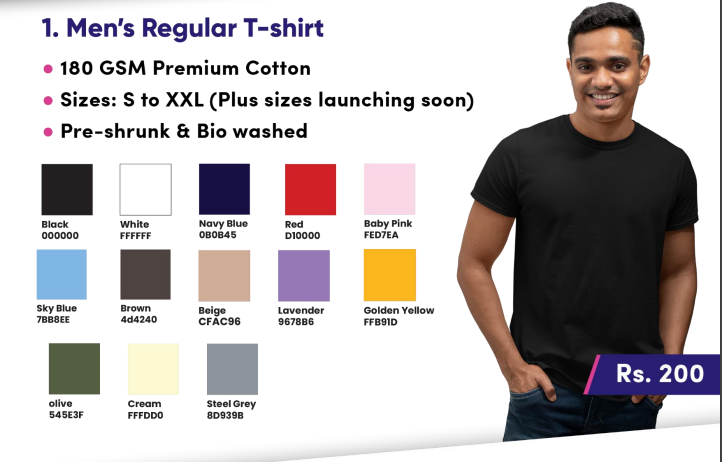 1. Men's Regular T-shirt
180 GSM Premium Cotton
Sizes: S to XXL (Plus sizes launching soon)
Pre-shrunk & Bio washed
Black
000000
White
FFFFFF
Navy Blue
0B0B45
Red
D10000
Baby Pink
FED7EA
Sky Blue
7BB8EE
Brown
4d4240
Beige
CFAC96
Lavender
9678B6
Golden Yellow
FFB91D
olive
545E3F
Cream
FFFDD0
Steel Grey
8D939B
Rs. 200